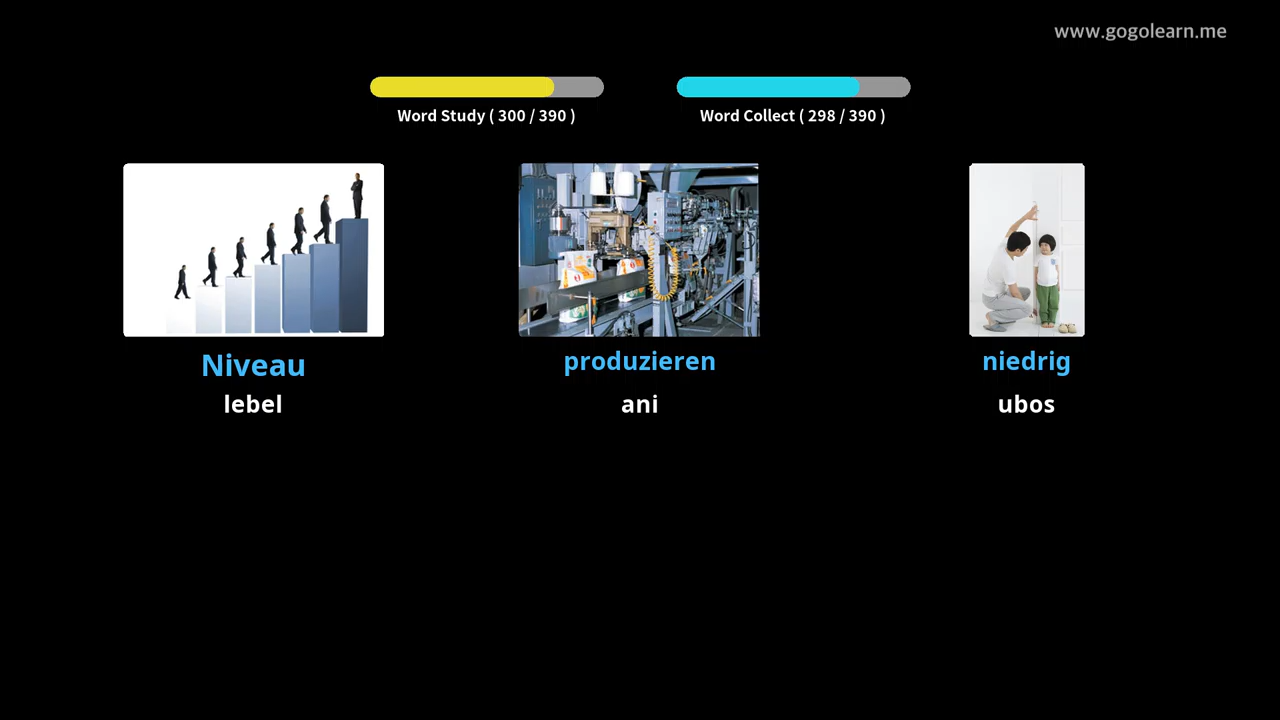 www.gogolearn.me
Word Study ( 300 / 390 )
Word Collect ( 298 / 390 )
Niveau
lebel
produzieren
ani
niedrig
ubos